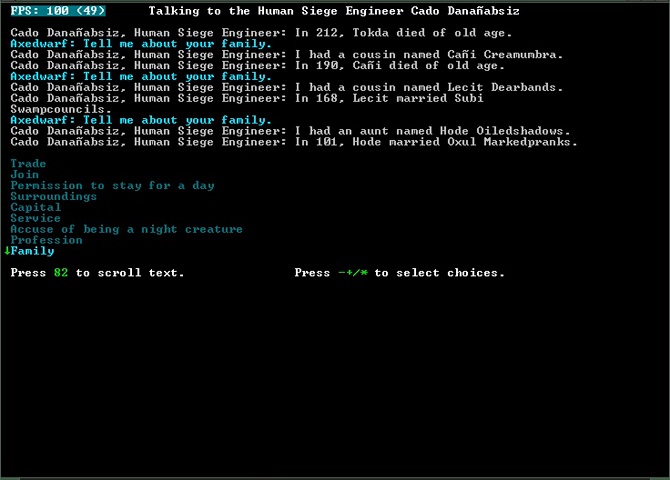 FPS: 100 (49) Talking to the Human Siege Engineer Cado Danañabsiz
Cado Danañabsiz, Human Siege Engineer: In 212, Tokda died of old age.
Axedwarf: Tell me about your family.
Cado Danañabsiz, Human Siege Engineer: I had a cousin named Cañi Creamumbra.
Cado Danañabsiz, Human Siege Engineer: In 190, Cañi died of old age.
Axedwarf: Tell me about your family.
Cado Danañabsiz, Human Siege Engineer: I had a cousin named Lecit Dearbands.
Cado Danañabsiz, Human Siege Engineer: In 168, Lecit married Subi
Swampcouncils.
Axedwarf: Tell me about your family.
Cado Danañabsiz, Human Siege Engineer: I had an aunt named Hode Oiledshadows.
Cado Danañabsiz, Human Siege Engineer: In 101, Hode married Oxul Markedpranks.
Trade
Join
Permission to stay for a day
Surroundings
Capital
Service
Accuse of being a night creature
Profession
↓Family
Press 82 to scroll text. Press -+/* to select choices.